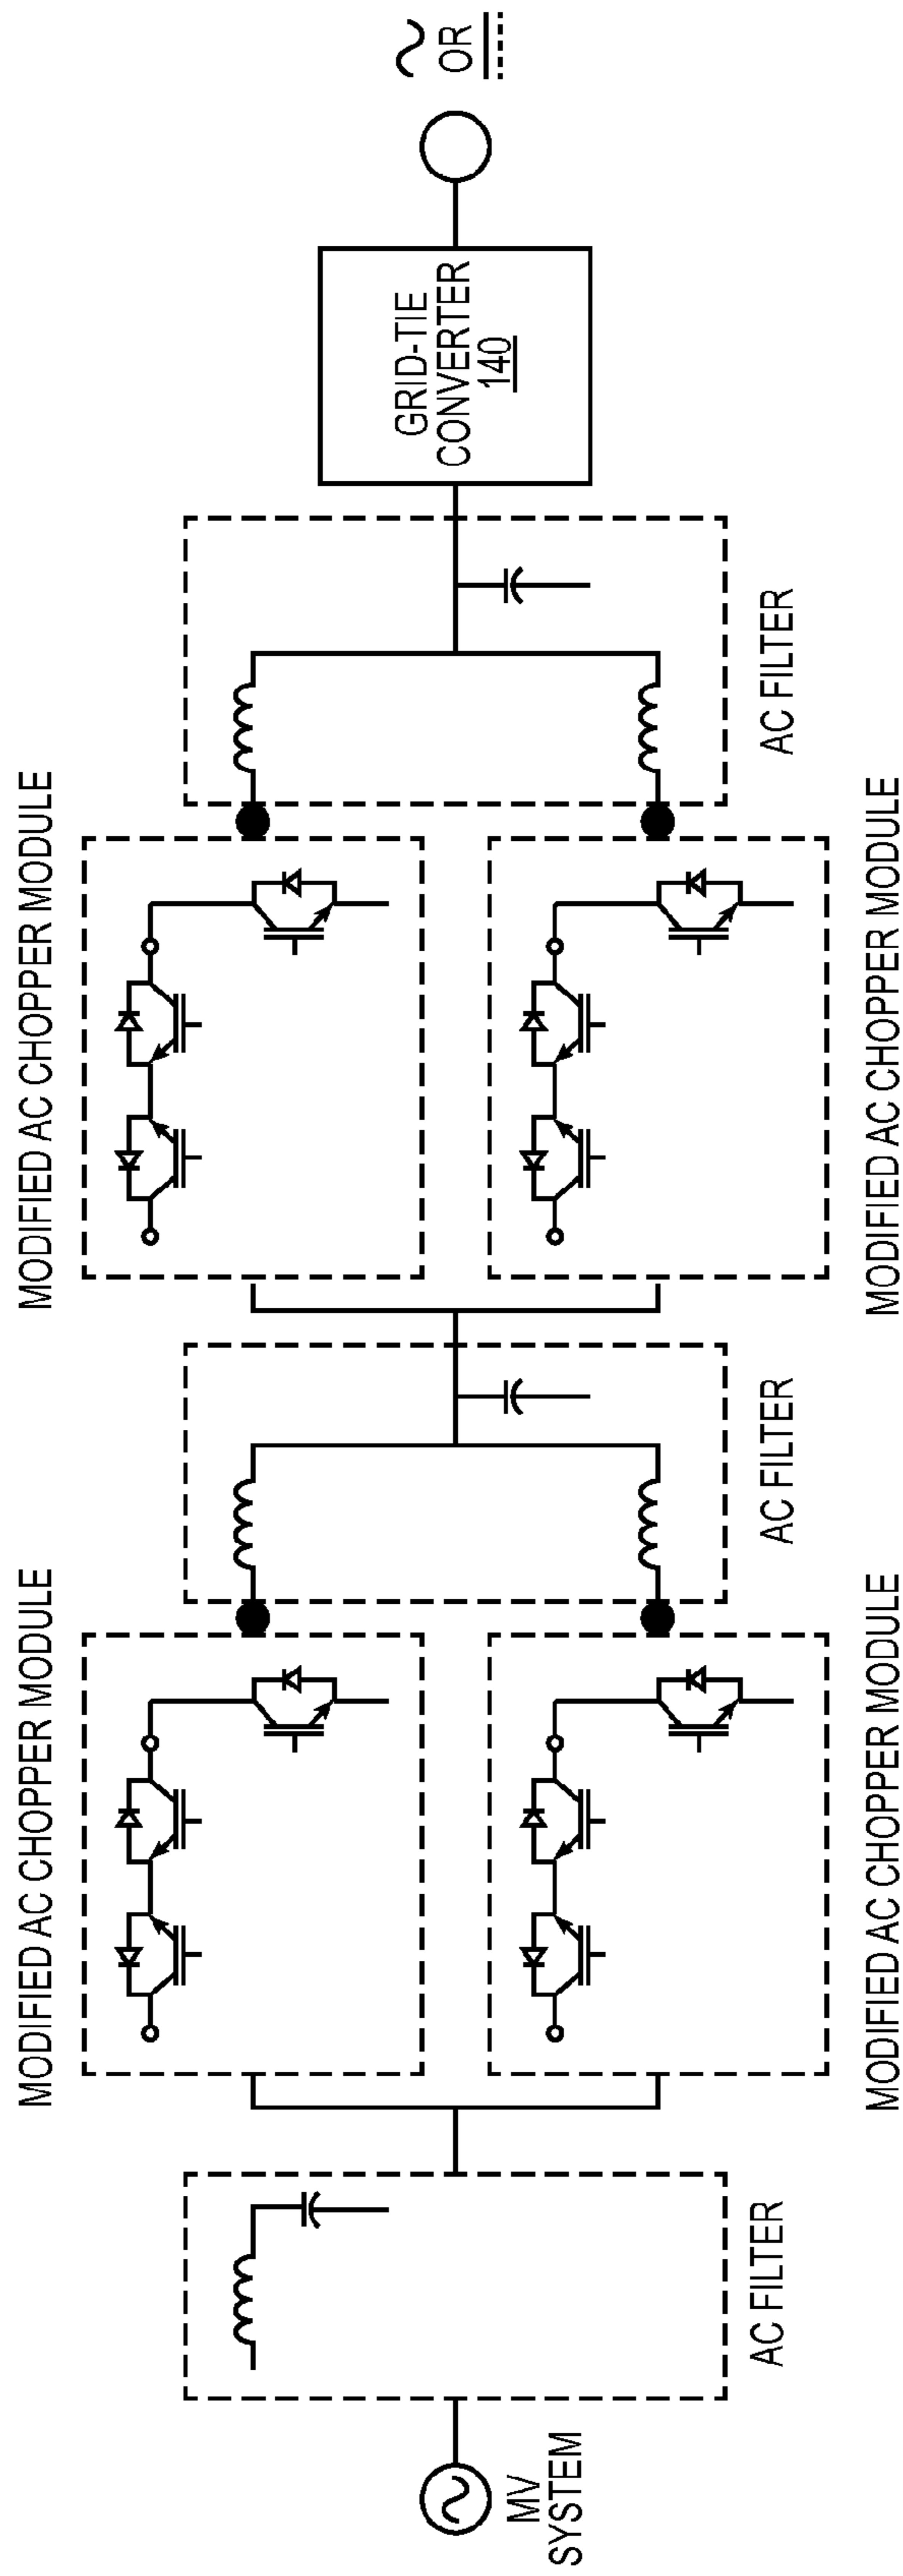 MODIFIED AC CHOPPER MODULE
MODIFIED AC CHOPPER MODULE
MV
SYSTEM
GRID-TIE
CONVERTER
140
OR
AC FILTER
AC FILTER
AC FILTER
MODIFIED AC CHOPPER MODULE
MODIFIED AC CHOPPER MODULE